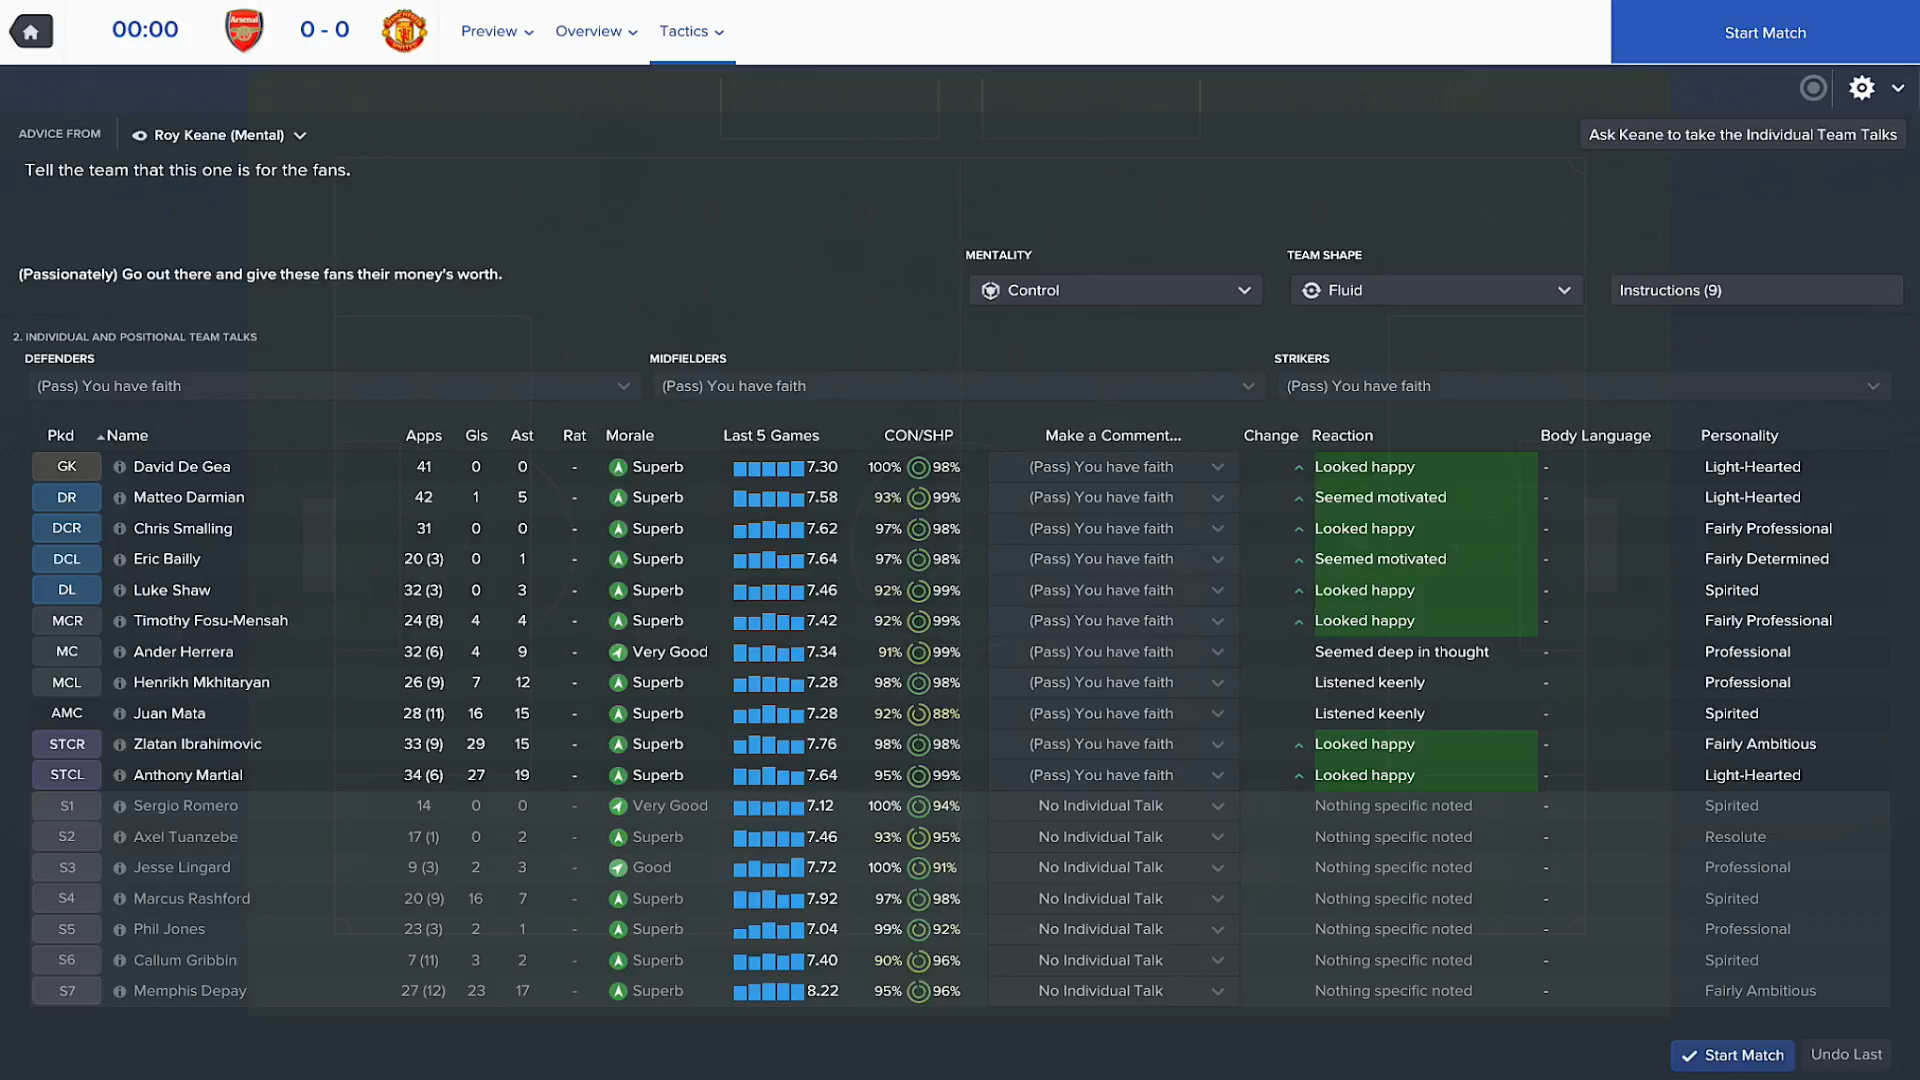 00:00 0 - 0 Preview Overview Tactics Start Match
ADVICE FROM Roy Keane (Mental) Ask Keane to take the Individual Team Talks
Tell the team that this one is for the fans.
MENTALITY TEAM SHAPE
(Passionately) Go out there and give these fans their money's worth. Control Fluid Instructions (9)
2. INDIVIDUAL AND POSITIONAL TEAM TALKS
DEFENDERS MIDFIELDERS STRIKERS
(Pass) You have faith (Pass) You have faith (Pass) You have faith
Pkd Name Apps Gls Ast Rat Morale Last 5 Games CON/SHP Make a Comment... Change Reaction Body Language Personality
GK David De Gea 41 0 0 - Superb 7.30 100% 98% (Pass) You have faith Looked happy - Light-Hearted
DR Matteo Darmian 42 1 5 - Superb 7.58 93% 99% (Pass) You have faith Seemed motivated - Light-Hearted
DCR Chris Smalling 31 0 0 - Superb 7.62 97% 98% (Pass) You have faith Looked happy - Fairly Professional
DCL Eric Bailly 20 (3) 0 1 - Superb 7.64 97% 98% (Pass) You have faith Seemed motivated - Fairly Determined
DL Luke Shaw 32 (3) 0 3 - Superb 7.46 92% 99% (Pass) You have faith Looked happy - Spirited
MCR Timothy Fosu-Mensah 24 (8) 4 4 - Superb 7.42 92% 99% (Pass) You have faith Looked happy - Fairly Professional
MC Ander Herrera 32 (6) 4 9 - Very Good 7.34 91% 99% (Pass) You have faith Seemed deep in thought - Professional
MCL Henrikh Mkhitaryan 26 (9) 7 12 - Superb 7.28 98% 98% (Pass) You have faith Listened keenly - Professional
AMC Juan Mata 28 (11) 16 15 - Superb 7.28 92% 88% (Pass) You have faith Listened keenly - Spirited
STCR Zlatan Ibrahimovic 33 (9) 29 15 - Superb 7.76 98% 98% (Pass) You have faith Looked happy - Fairly Ambitious
STCL Anthony Martial 34 (6) 27 19 - Superb 7.64 95% 99% (Pass) You have faith Looked happy - Light-Hearted
S1 Sergio Romero 14 0 0 - Very Good 7.12 100% 94% No Individual Talk Nothing specific noted - Spirited
S2 Axel Tuanzebe 17 (1) 0 2 - Superb 7.46 93% 95% No Individual Talk Nothing specific noted - Resolute
S3 Jesse Lingard 9 (3) 2 3 - Good 7.72 100% 91% No Individual Talk Nothing specific noted - Professional
S4 Marcus Rashford 20 (9) 16 7 - Superb 7.92 97% 98% No Individual Talk Nothing specific noted - Spirited
S5 Phil Jones 23 (3) 2 1 - Superb 7.04 99% 92% No Individual Talk Nothing specific noted - Professional
S6 Callum Gribbin 7 (11) 3 2 - Superb 7.40 90% 96% No Individual Talk Nothing specific noted - Spirited
S7 Memphis Depay 27 (12) 23 17 - Superb 8.22 95% 96% No Individual Talk Nothing specific noted - Fairly Ambitious
Start Match Undo Last